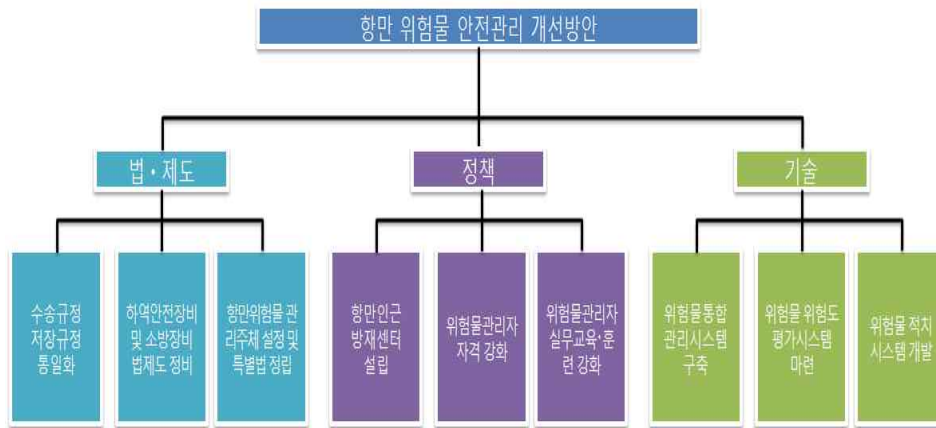 항만 위험물 안전관리 개선방안
법·제도
정책
기술
수송규정
저장규정
통일화
하역안전장비
및 소방장비
법제도 정비
항만위험물 관
리주체 설정 및
특별법 정립
항만인근
방재센터
설립
위험물관리자
자격 강화
위험물관리자
실무교육·훈
련 강화
위험물통합
관리시스템
구축
위험물 위험도
평가시스템
마련
위험물 적치
시스템 개발